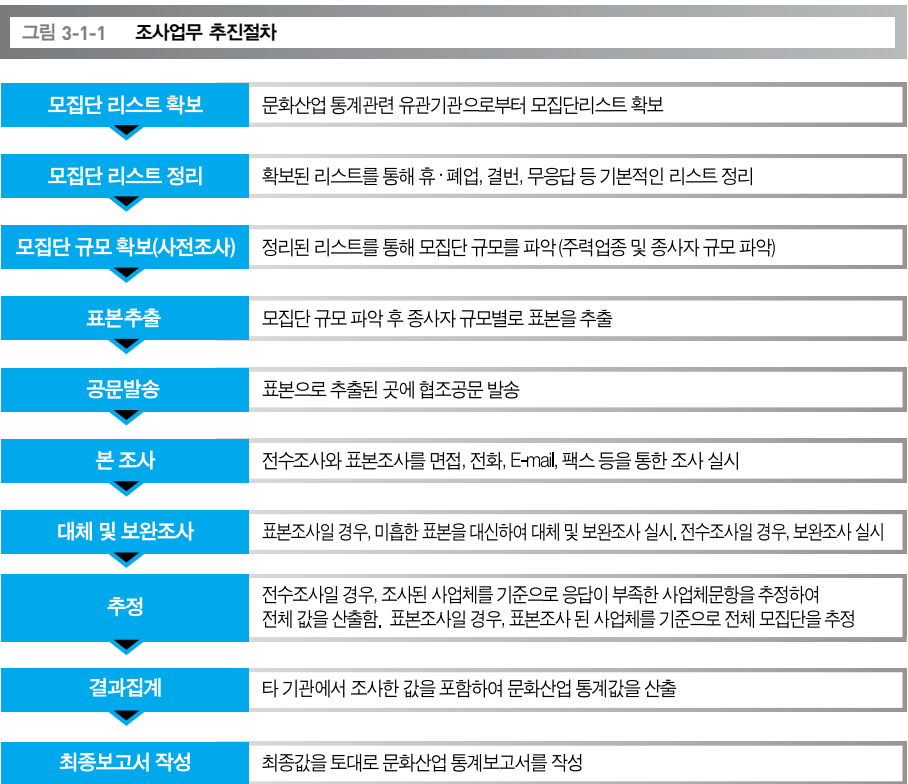 그림 3-1-1 조사업무 추진절차
모집단 리스트 확보
문화산업 통계관련 유관기관으로부터 모집단리스트 확보
모집단 리스트 정리
확보된 리스트를 통해 휴·폐업, 결번, 무응답 등 기본적인 리스트 정리
모집단 규모 확보(사전조사)
정리된 리스트를 통해 모집단 규모를 파악(주력업종 및 종사자 규모 파악)
표본추출
모집단 규모 파악 후 종사자 규모별로 표본을 추출
공문발송
표본으로 추출된 곳에 협조공문 발송
본 조사
전수조사와 표본조사를 면접, 전화, E-mail, 팩스 등을 통한 조사 실시
대체 및 보완조사
표본조사일 경우, 미흡한 표본을 대신하여 대체 및 보완조사 실시. 전수조사일 경우, 보완조사 실시
추정
전수조사일 경우, 조사된 사업체를 기준으로 응답이 부족한 사업체문항을 추정하여
전체 값을 산출함. 표본조사일 경우, 표본조사 된 사업체를 기준으로 전체 모집단을 추정
결과집계
타 기관에서 조사한 값을 포함하여 문화산업 통계값을 산출
최종보고서 작성
최종값을 토대로 문화산업 통계보고서를 작성